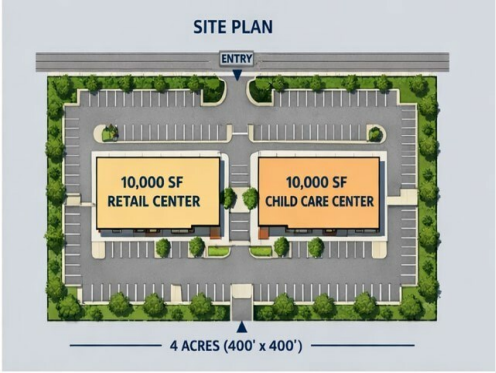 SITE PLAN
ENTRY
10,000 SF
RETAIL CENTER
10,000 SF
CHILD CARE CENTER
4 ACRES (400' x 400')